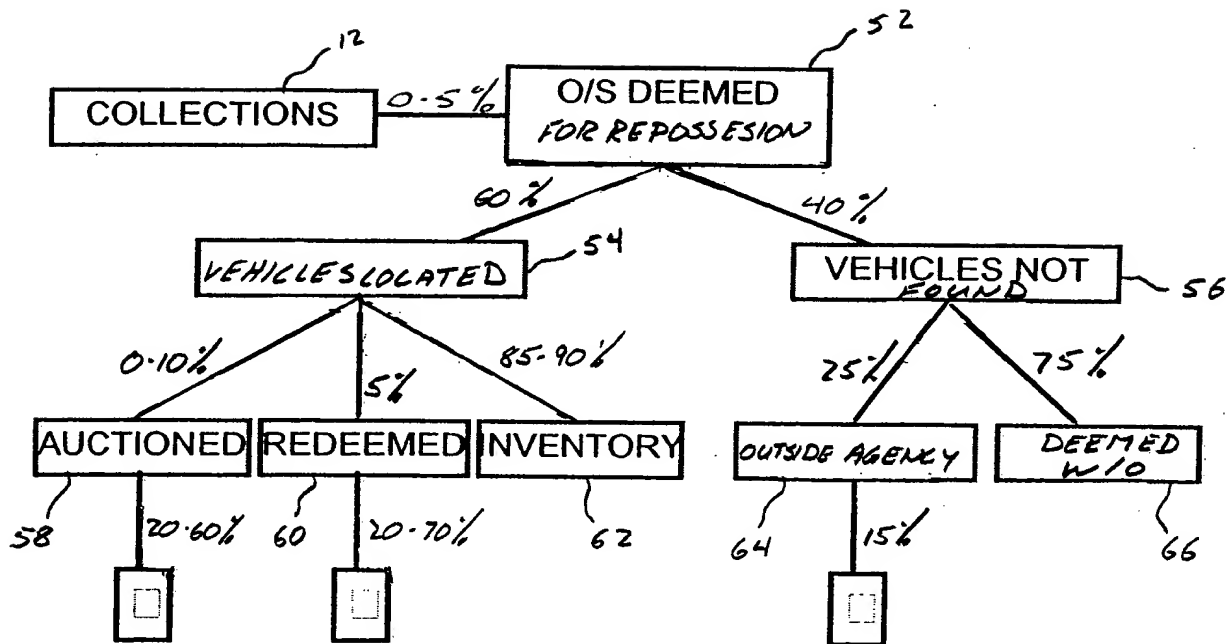 12
52
COLLECTIONS
0-5%
O/S DEEMED
FOR REPOSSESION
60%
40%
VEHICLES LOCATED
54
VEHICLES NOT
FOUND
56
0-10%
5%
85-90%
25%
75%
AUCTIONED
REDEEMED
INVENTORY
OUTSIDE AGENCY
DEEMED
W/O
58
20-60%
60
20-70%
62
64
15%
66